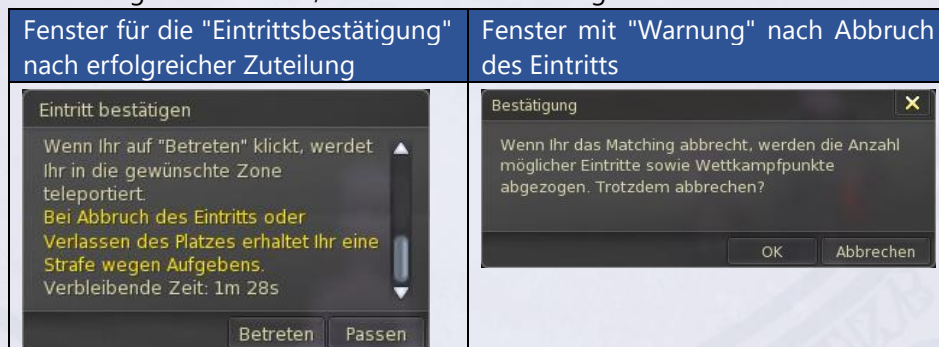 Fenster für die "Eintrittsbestätigung"
nach erfolgreicher Zuteilung
Fenster mit "Warnung" nach Abbruch
des Eintritts
Eintritt bestätigen
Wenn Ihr auf "Betreten" klickt, werdet
Ihr in die gewünschte Zone
teleportiert.
Bei Abbruch des Eintritts oder
Verlassen des Platzes erhaltet Ihr eine
Strafe wegen Aufgebens.
Verbleibende Zeit: 1m 28s
Betreten Passen
Bestätigung
Wenn Ihr das Matching abbrecht, werden die Anzahl
möglicher Eintritte sowie Wettkampfpunkte
abgezogen. Trotzdem abbrechen?
OK Abbrechen